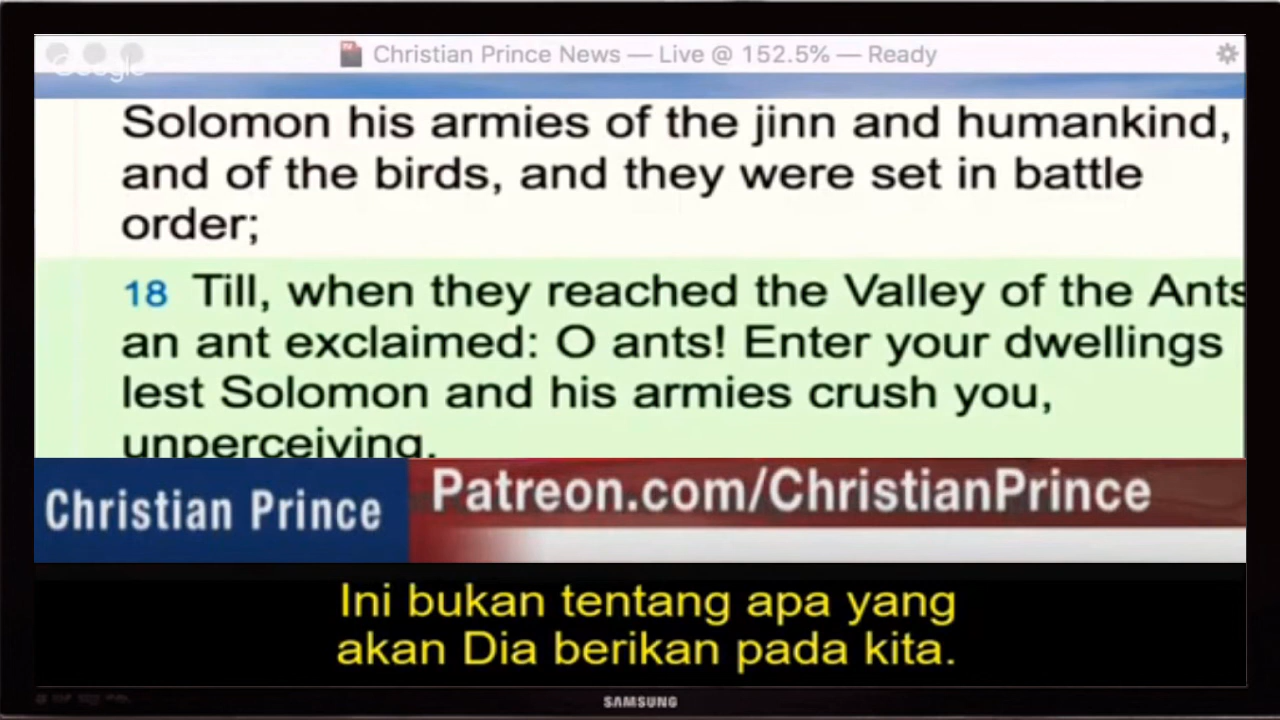 Christian Prince News — Live @ 152.5% — Ready
Google
Solomon his armies of the jinn and humankind,
and of the birds, and they were set in battle
order;
18 Till, when they reached the Valley of the Ants
an ant exclaimed: O ants! Enter your dwellings
lest Solomon and his armies crush you,
unperceiving.
Christian Prince
Patreon.com/ChristianPrince
Ini bukan tentang apa yang
akan Dia berikan pada kita.
SAMSUNG